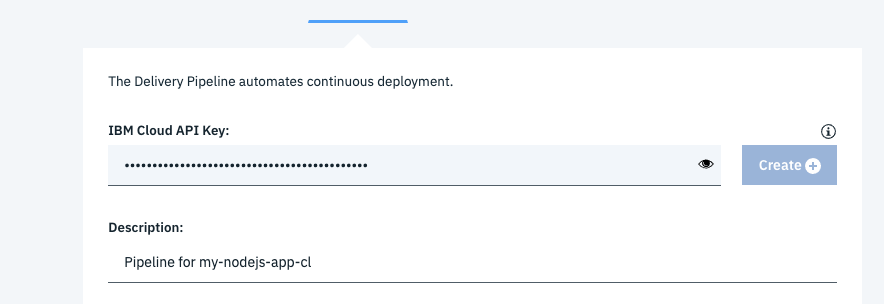 The Delivery Pipeline automates continuous deployment.
IBM Cloud API Key:
••••••••••••••••••••••••••••••••••••••••••••
Create
Description:
Pipeline for my-nodejs-app-cl